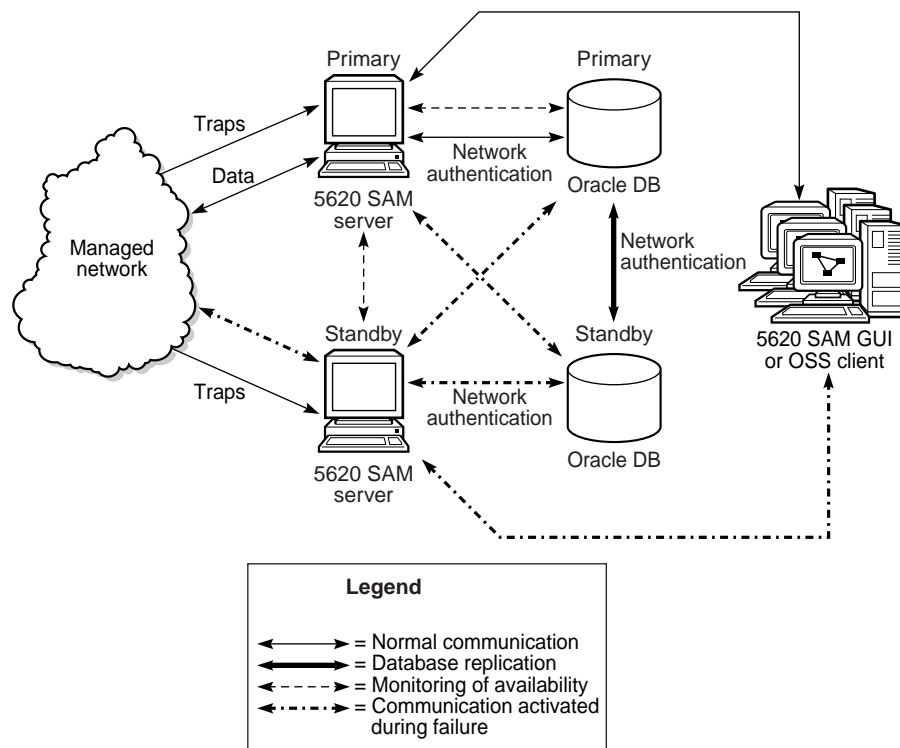 Primary
Primary
Traps
Data
Network
authentication
5620 SAM
server
Oracle DB
Managed
network
Network
authentication
Standby
Standby
5620 SAM GUI
or OSS client
Traps
Network
authentication
5620 SAM
server
Oracle DB
Legend
= Normal communication
= Database replication
= Monitoring of availability
= Communication activated
during failure